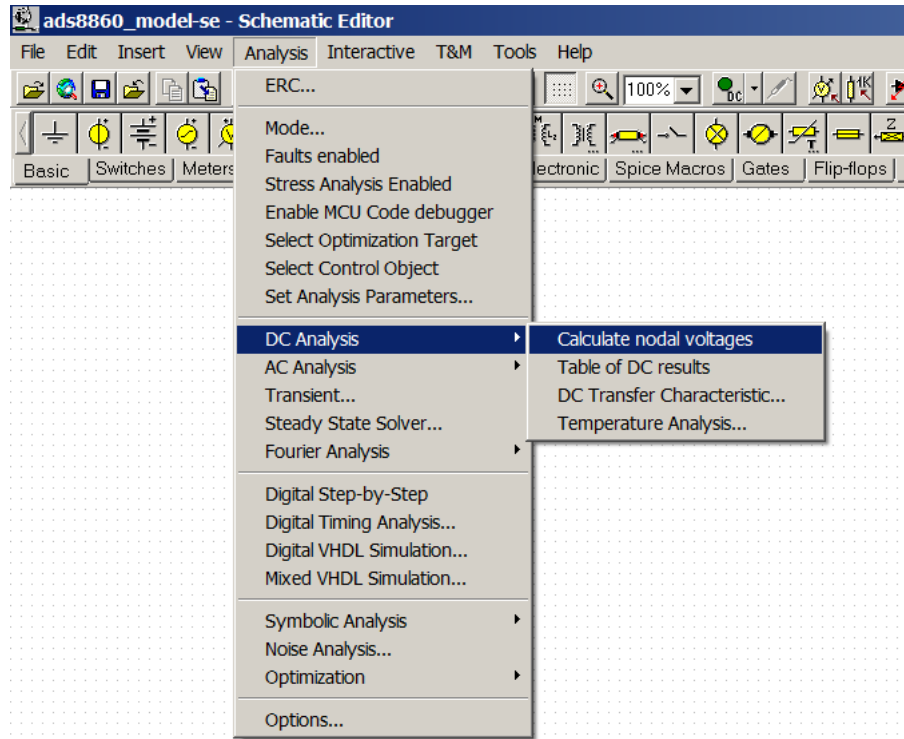 ads8860_model-se - Schematic Editor
File Edit Insert View Analysis Interactive T&M Tools Help
100% DC 1K
M Z
Basic Switches Meters lectronic Spice Macros Gates Flip-flops
ERC...
Mode...
Faults enabled
Stress Analysis Enabled
Enable MCU Code debugger
Select Optimization Target
Select Control Object
Set Analysis Parameters...
DC Analysis
Calculate nodal voltages
AC Analysis
Table of DC results
Transient...
DC Transfer Characteristic...
Steady State Solver...
Temperature Analysis...
Fourier Analysis
Digital Step-by-Step
Digital Timing Analysis...
Digital VHDL Simulation...
Mixed VHDL Simulation...
Symbolic Analysis
Noise Analysis...
Optimization
Options...